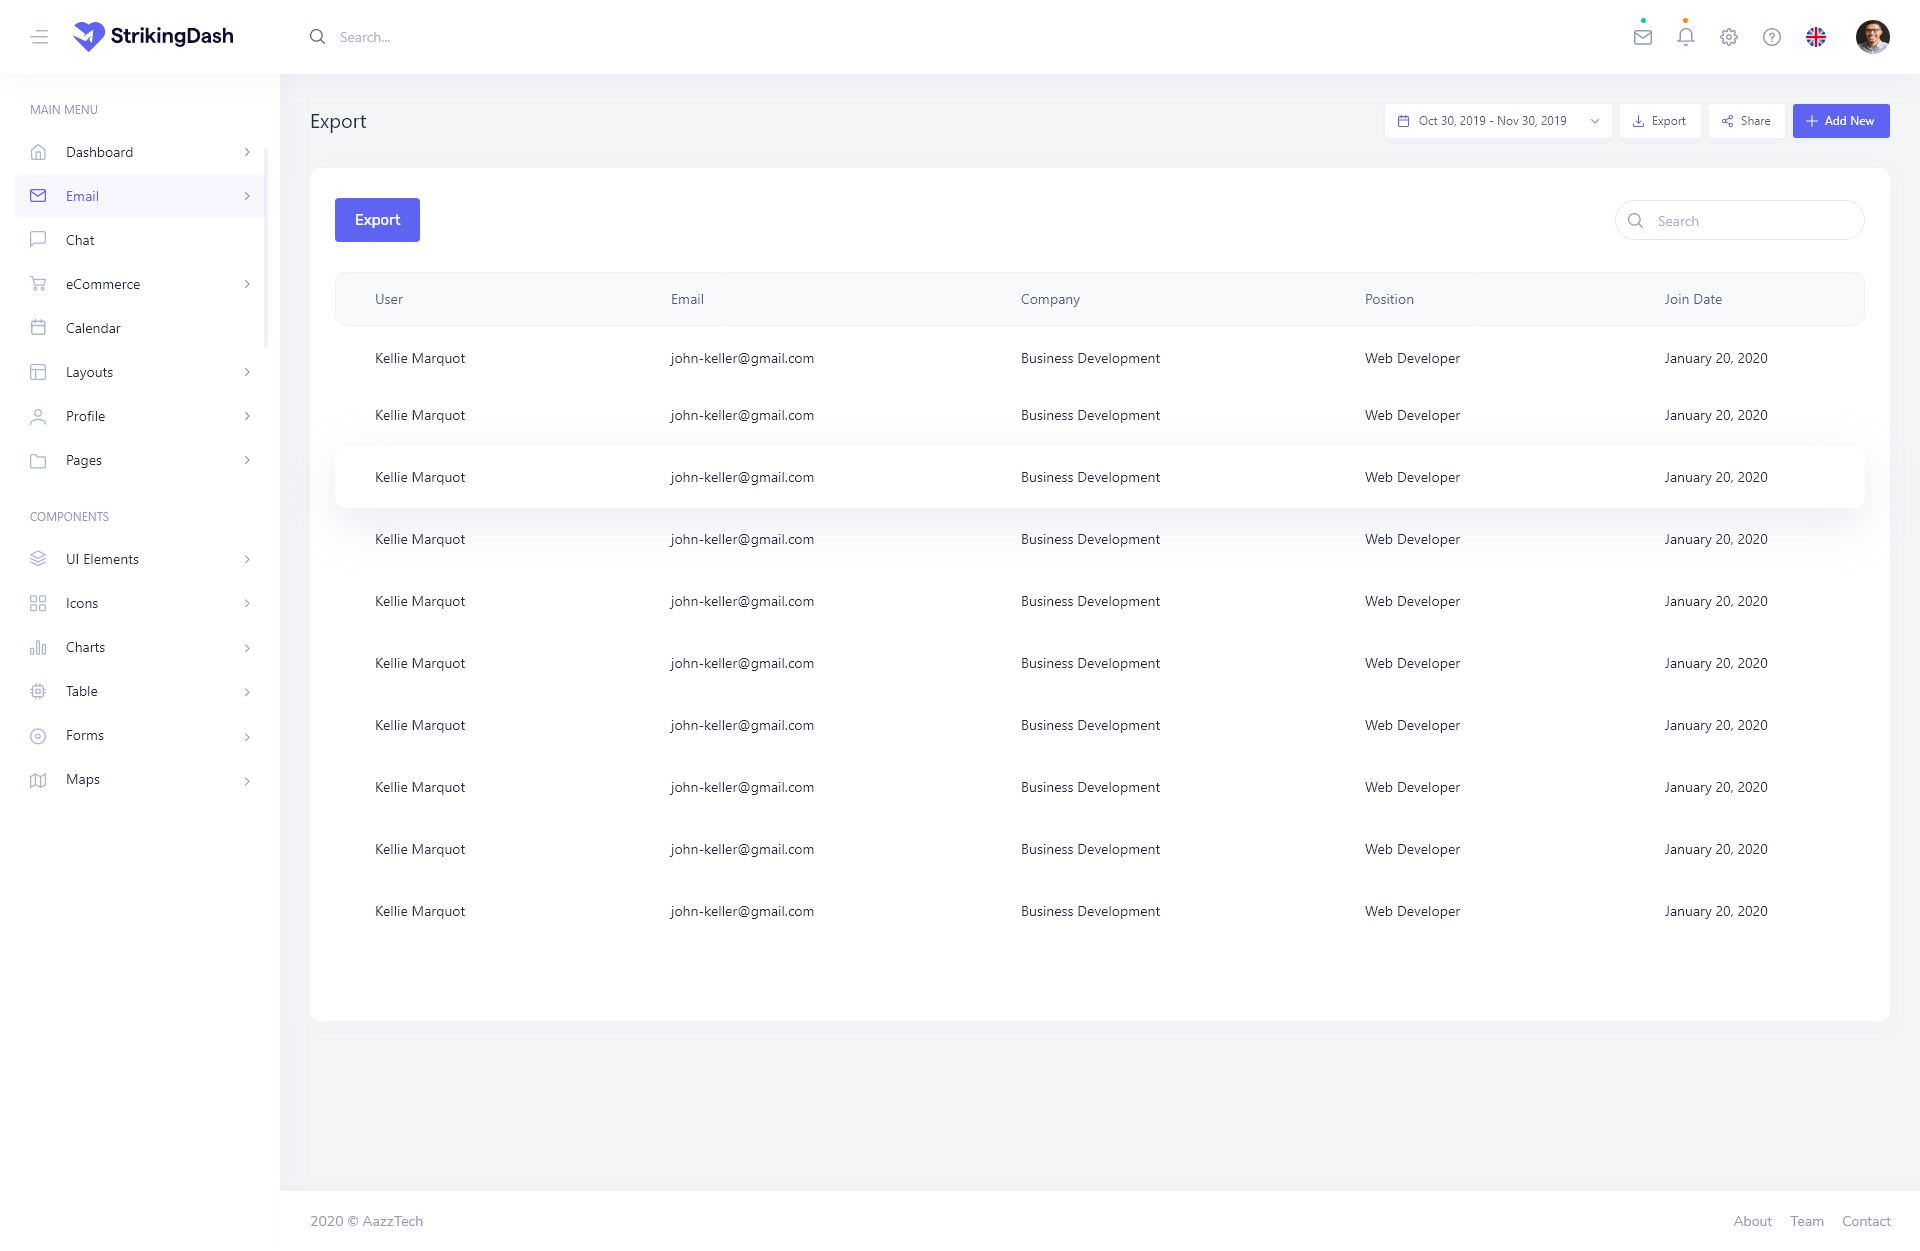 StrikingDash
Search...
MAIN MENU
Dashboard
Email
Chat
eCommerce
Calendar
Layouts
Profile
Pages
COMPONENTS
UI Elements
Icons
Charts
Table
Forms
Maps
Export
Oct 30, 2019 - Nov 30, 2019
Export
Share
Add New
Export
Search
User Email Company Position Join Date
Kellie Marquot john-keller@gmail.com Business Development Web Developer January 20, 2020
Kellie Marquot john-keller@gmail.com Business Development Web Developer January 20, 2020
Kellie Marquot john-keller@gmail.com Business Development Web Developer January 20, 2020
Kellie Marquot john-keller@gmail.com Business Development Web Developer January 20, 2020
Kellie Marquot john-keller@gmail.com Business Development Web Developer January 20, 2020
Kellie Marquot john-keller@gmail.com Business Development Web Developer January 20, 2020
Kellie Marquot john-keller@gmail.com Business Development Web Developer January 20, 2020
Kellie Marquot john-keller@gmail.com Business Development Web Developer January 20, 2020
Kellie Marquot john-keller@gmail.com Business Development Web Developer January 20, 2020
Kellie Marquot john-keller@gmail.com Business Development Web Developer January 20, 2020
2020 © AazzTech
About Team Contact